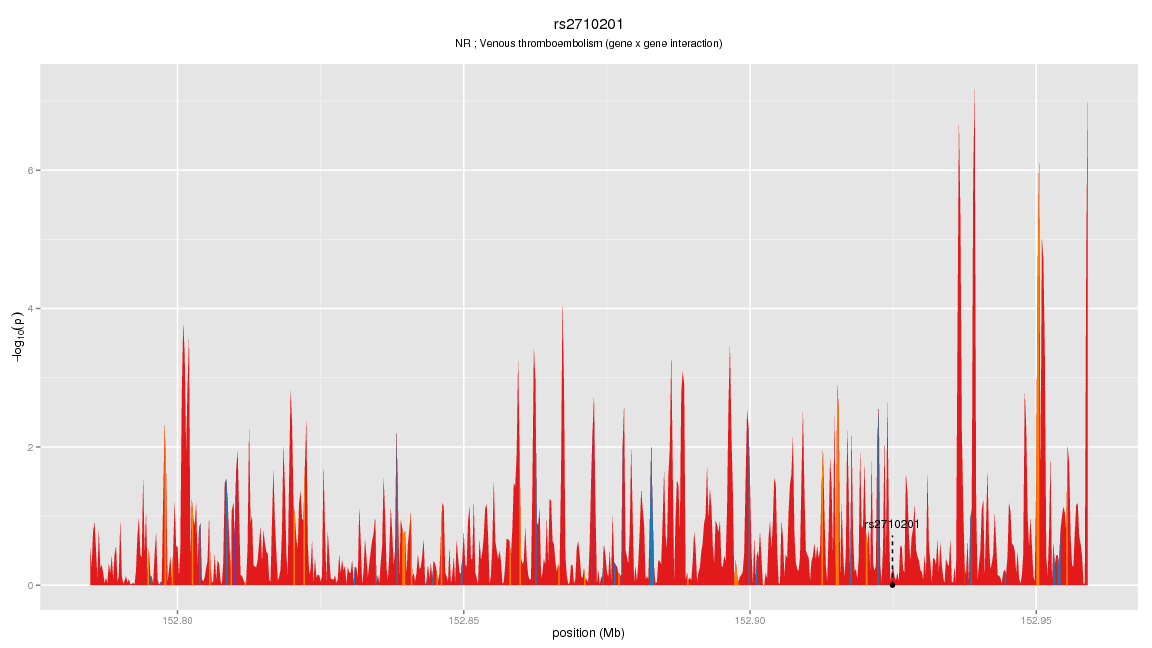 rs2710201
NR ; Venous thromboembolism (gene x gene interaction)
−log10(p)
6
4
2
0
rs2710201
152.80
152.85
152.90
152.95
position (Mb)